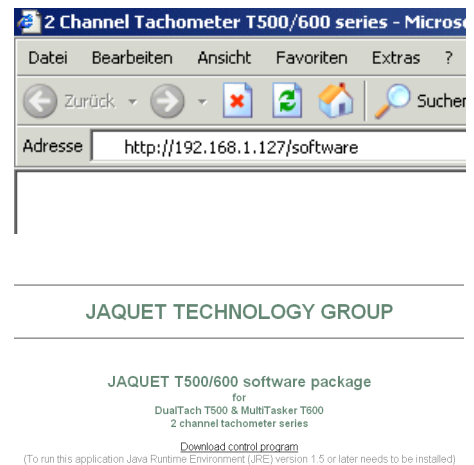 2 Channel Tachometer T500/600 series - Micros
Datei Bearbeiten Ansicht Favoriten Extras ?
Zurück Suchen
Adresse http://192.168.1.127/software
JAQUET TECHNOLOGY GROUP
JAQUET T500/600 software package
for
DualTach T500 & MultiTasker T600
2 channel tachometer series
Download control program
(To run this application Java Runtime Environment (JRE) version 1.5 or later needs to be installed)